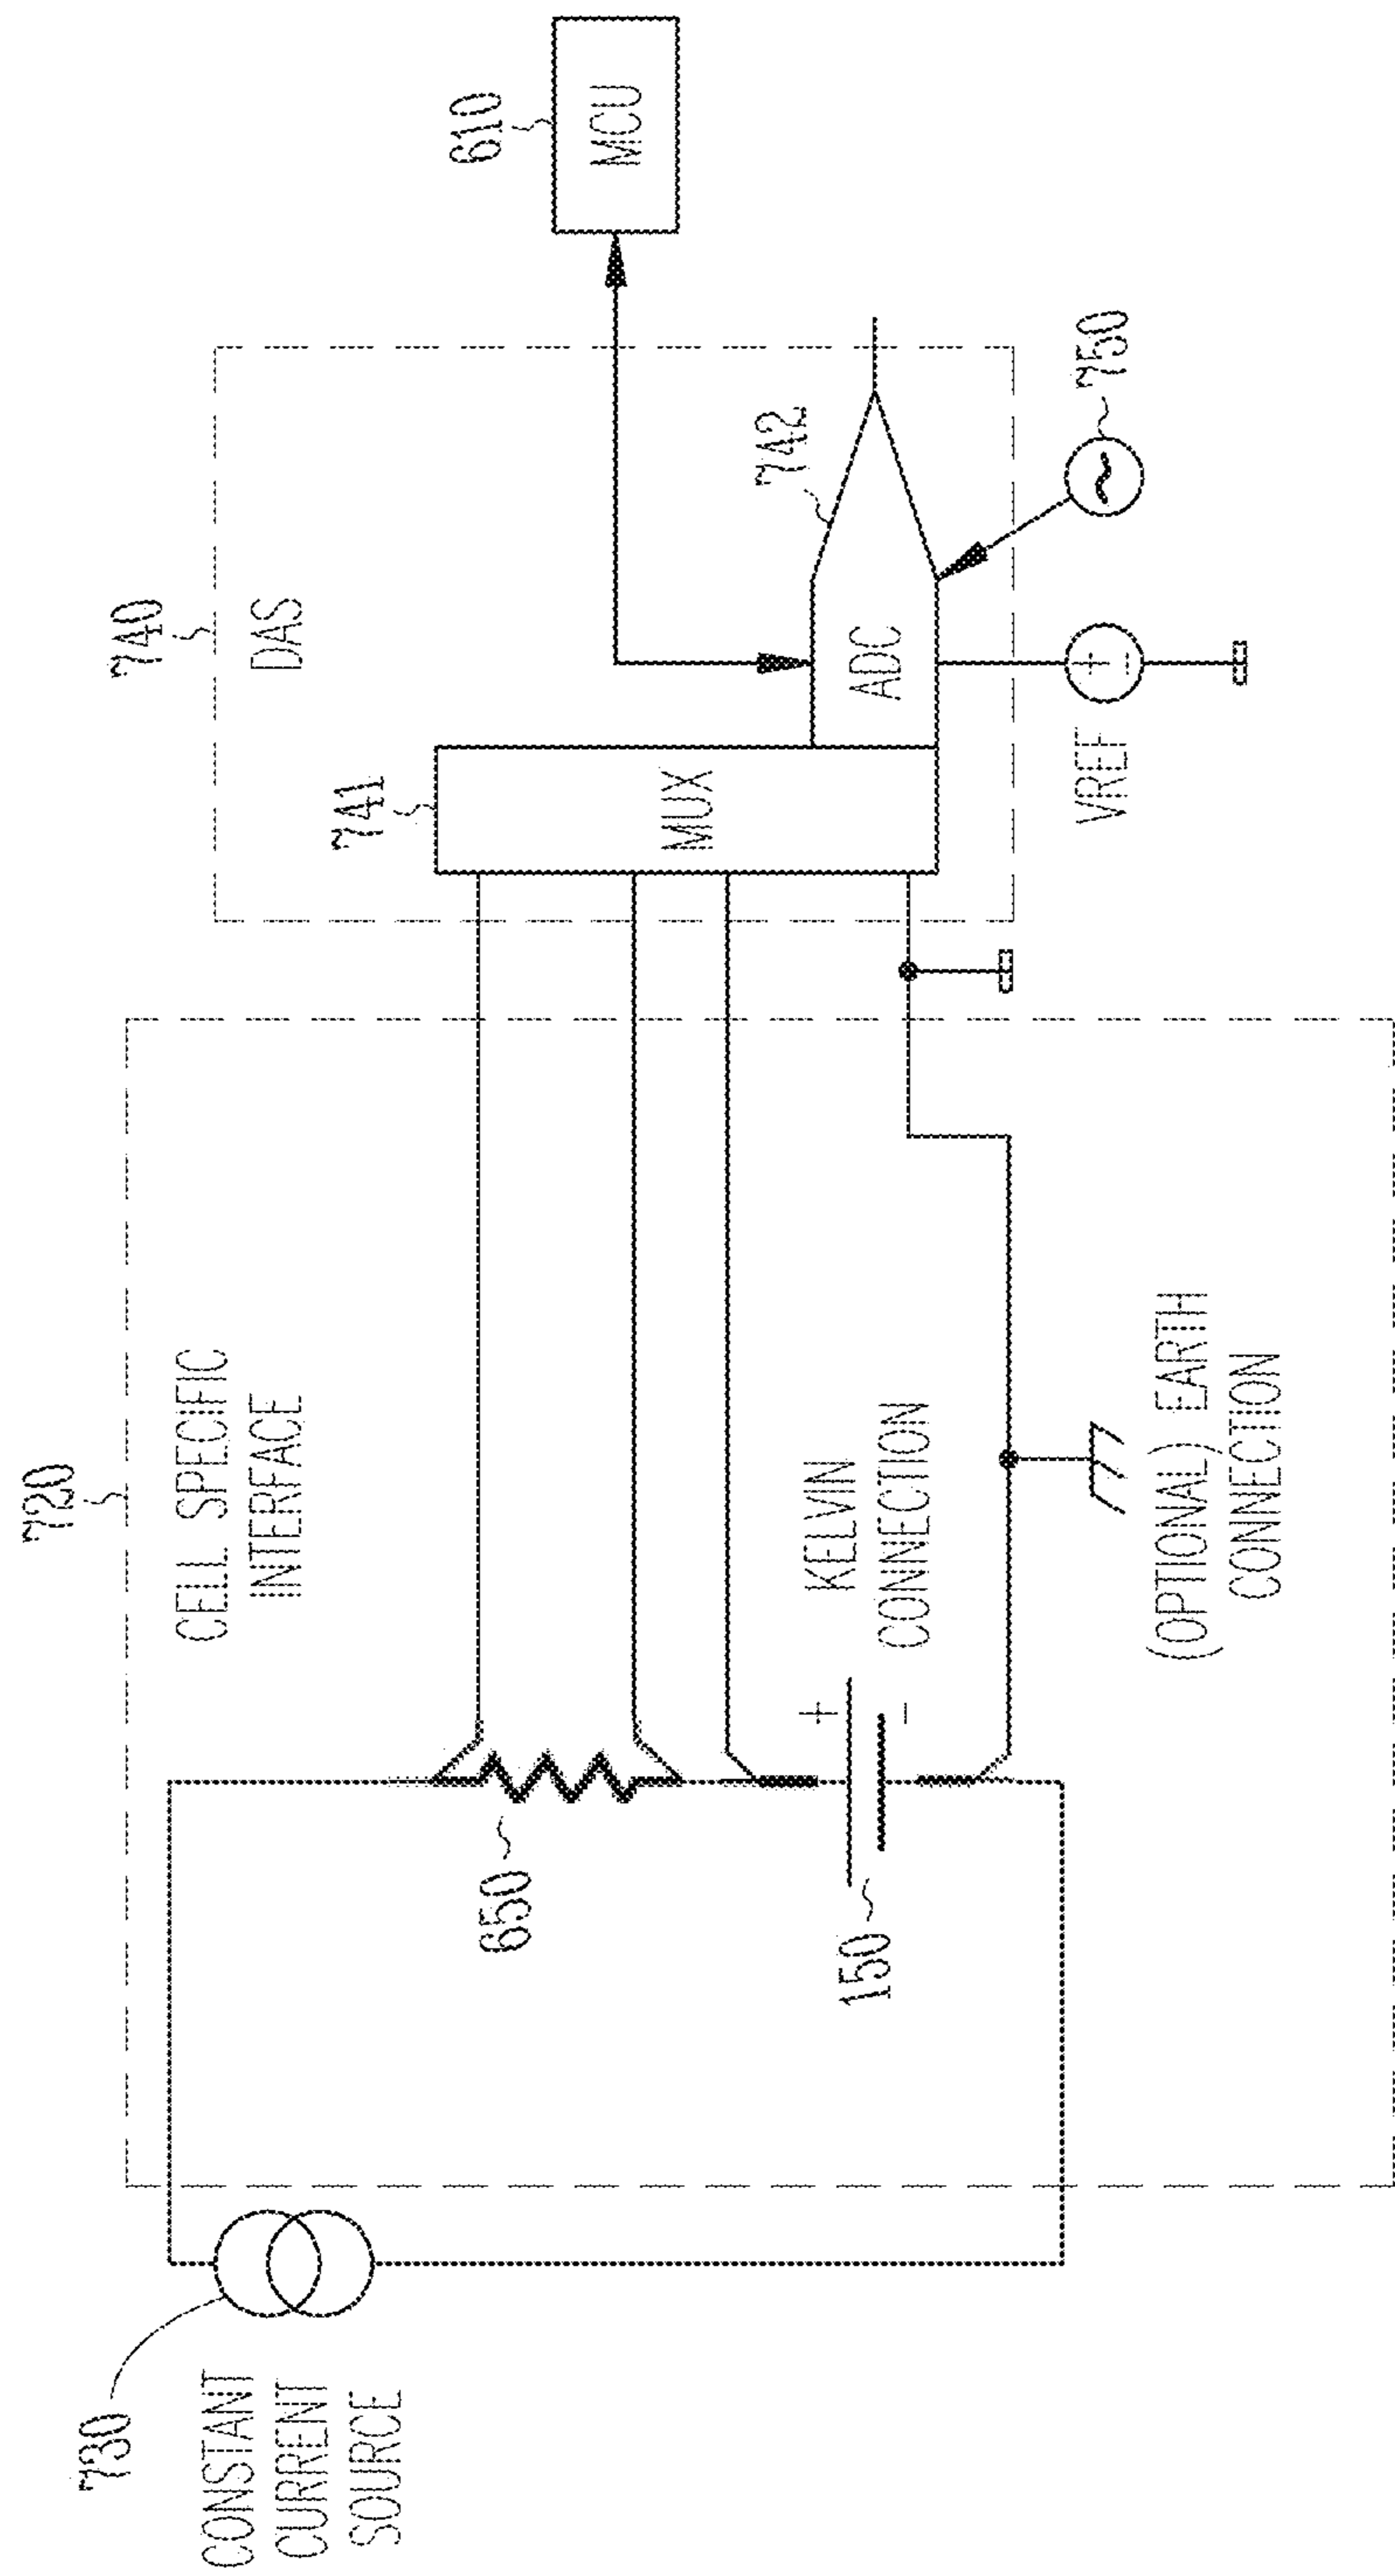 730
CONSTANT
CURRENT
SOURCE
720
CELL SPECIFIC
INTERFACE
650
150
+
-
KELVIN
CONNECTION
(OPTIONAL) EARTH
CONNECTION
740
DAS
741
MUX
742
ADC
VREF
+
-
750
610
MCU